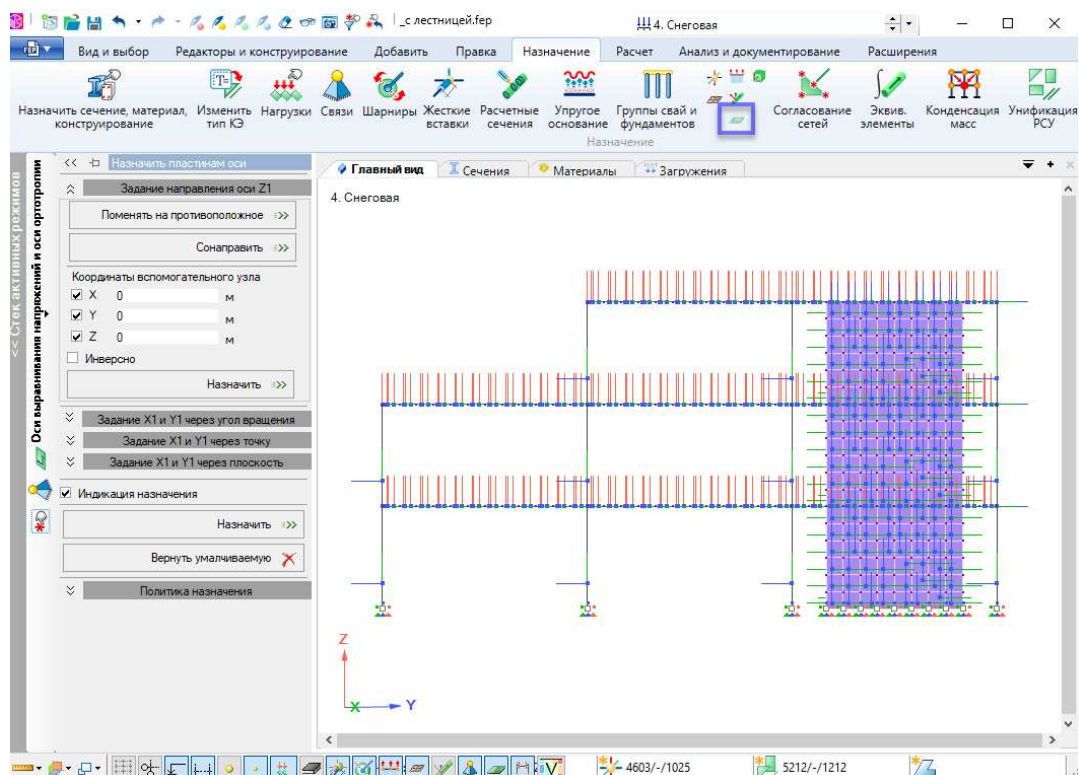 _с лестницей.fep
4. Снеговая
Вид и выбор Редакторы и конструирование Добавить Правка Назначение Расчет Анализ и документирование Расширения
Назначить сечение, материал, конструирование
Изменить тип КЭ
Нагрузки
Связи
Шарниры
Жесткие вставки
Расчетные сечения
Упругое основание
Группы свай и фундаментов
Согласование сетей
Эквив. элементы
Конденсация масс
Унификация РСУ
Назначение
<< Назначить пластинам оси
Задание направления оси Z1
Поменять на противоположное
Сонаправить
Координаты вспомогательного узла
X 0 м
Y 0 м
Z 0 м
Инверсно
Назначить
Задание X1 и Y1 через угол вращения
Задание X1 и Y1 через точку
Задание X1 и Y1 через плоскость
Индикация назначения
Назначить
Вернуть умалчиваемую
Политика назначения
<< Стек активных режимов
Оси выравнивания напряжений и оси ортотропии
Главный вид Сечения Материалы Загружения
4. Снеговая
Z
X Y
4603/-/1025 5212/-/1212